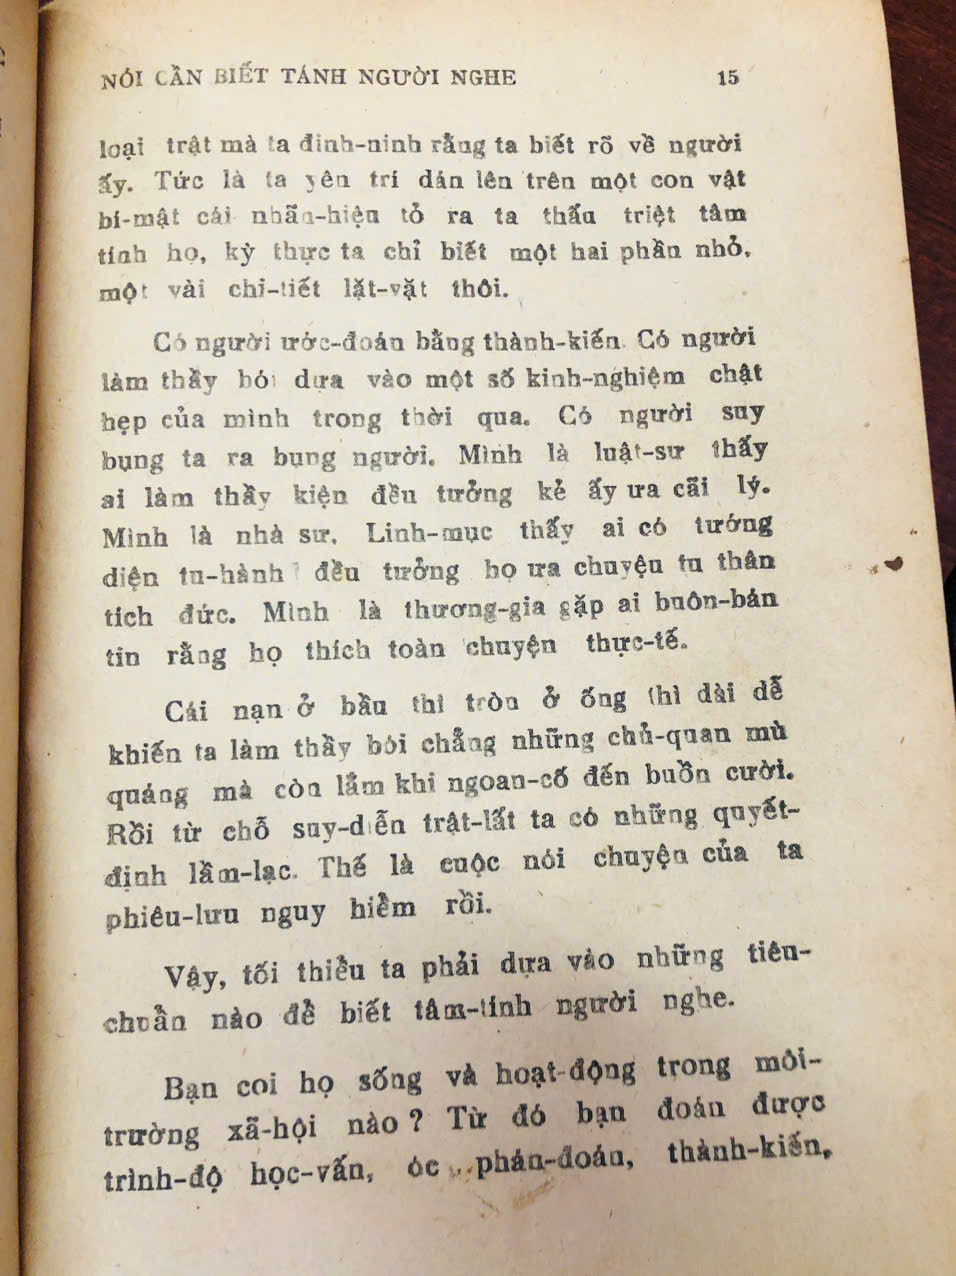 NÓI CẦN BIẾT TÁNH NGƯỜI NGHE 15
loại trật mà ta đinh-ninh rằng ta biết rõ về người
ấy. Tức là ta yên trí dán lên trên một con vật
bí-mật cái nhãn-hiệu tỏ ra ta thấu triệt tâm
tính họ, kỳ thực ta chỉ biết một hai phần nhỏ,
một vài chi-tiết lặt-vặt thôi.
Có người ước-đoán bằng thành-kiến. Có người
làm thầy bói dựa vào một số kinh-nghiệm chật
hẹp của mình trong thời qua. Có người suy
bụng ta ra bụng người. Mình là luật-sư thấy
ai làm thầy kiện đều tưởng kẻ ấy ưa cãi lý.
Mình là nhà sư, Linh-mục thấy ai có tướng
diện tu-hành đều tưởng họ ưa chuyện tu thân
tích đức. Mình là thương-gia gặp ai buôn-bán
tin rằng họ thích toàn chuyện thực-tế.
Cái nạn ở bầu thì tròn ở ống thì dài dễ
khiến ta làm thầy bói chẳng những chủ-quan mù
quáng mà còn lắm khi ngoan-cố đến buồn cười.
Rồi từ chỗ suy-diễn trật-lất ta có những quyết-
định lầm-lạc. Thế là cuộc nói chuyện của ta
phiêu-lưu nguy hiểm rồi.
Vậy, tối thiểu ta phải dựa vào những tiêu-
chuẩn nào để biết tâm-tính người nghe.
Bạn coi họ sống và hoạt-động trong môi-
trường xã-hội nào ? Từ đó bạn đoán được
trình-độ học-vấn, óc phán-đoán, thành-kiến,